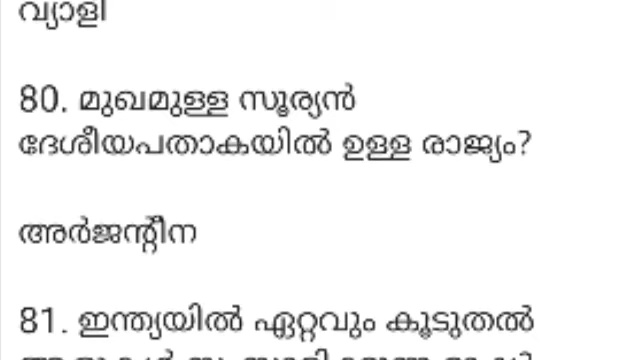 വ്യാളി
80. മുഖമുള്ള സൂര്യൻ
ദേശീയപതാകയിൽ ഉള്ള രാജ്യം?
അർജന്റീന
81. ഇന്ത്യയിൽ ഏറ്റവും കൂടുതൽ